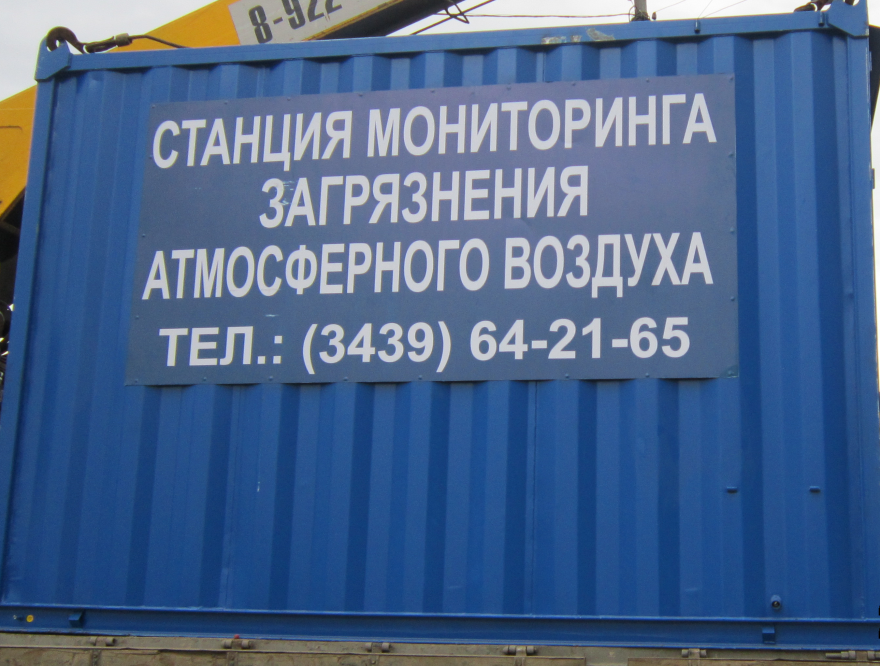 8-922
СТАНЦИЯ МОНИТОРИНГА
ЗАГРЯЗНЕНИЯ
АТМОСФЕРНОГО ВОЗДУХА
ТЕЛ.: (3439) 64-21-65